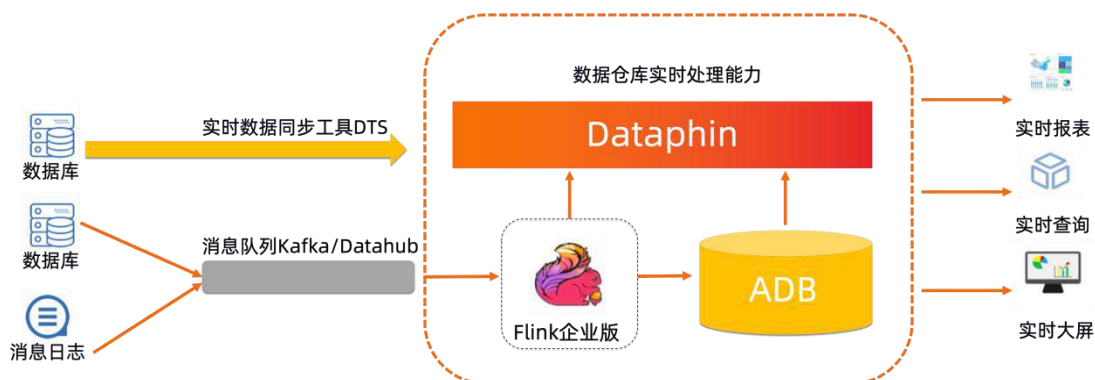 数据仓库实时处理能力
实时数据同步工具DTS
Dataphin
数据库
实时报表
数据库
消息队列Kafka/Datahub
实时查询
ADB
Flink企业版
消息日志
实时大屏